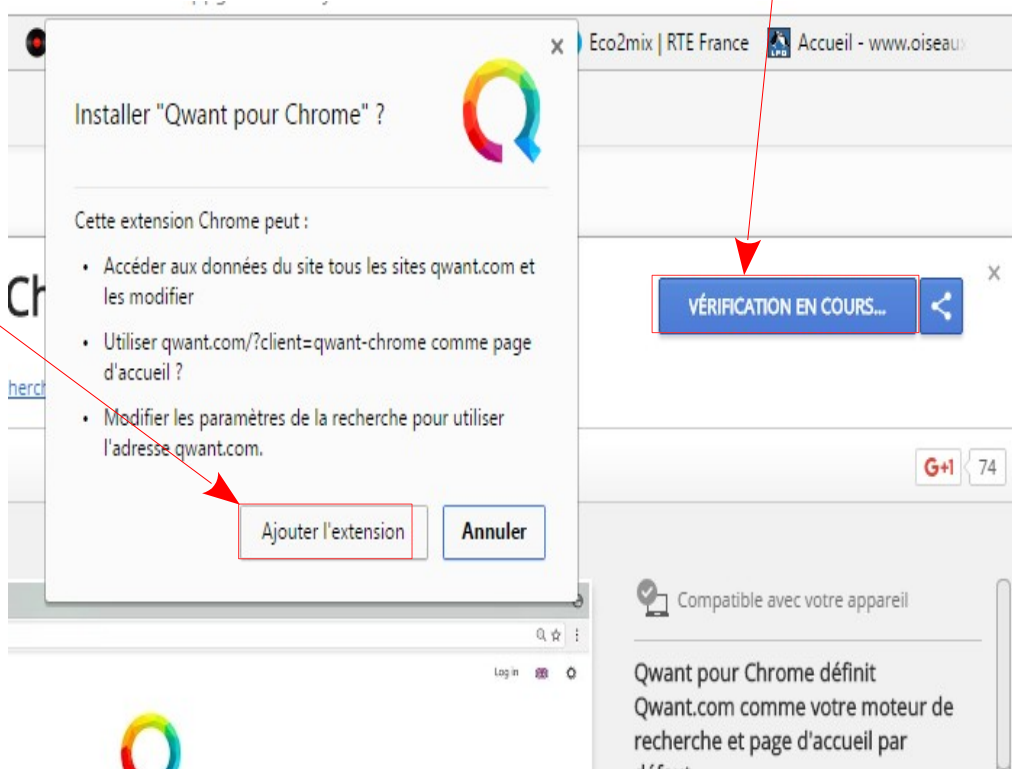 Eco2mix | RTE France
Accueil - www.oiseau
Installer "Qwant pour Chrome" ?
Cette extension Chrome peut :
• Accéder aux données du site tous les sites qwant.com et
les modifier
• Utiliser qwant.com/?client=qwant-chrome comme page
d'accueil ?
• Modifier les paramètres de la recherche pour utiliser
l'adresse qwant.com.
Ajouter l'extension
Annuler
Ch
VÉRIFICATION EN COURS...
herch
G+1
74
Compatible avec votre appareil
Log in
Qwant pour Chrome définit
Qwant.com comme votre moteur de
recherche et page d'accueil par